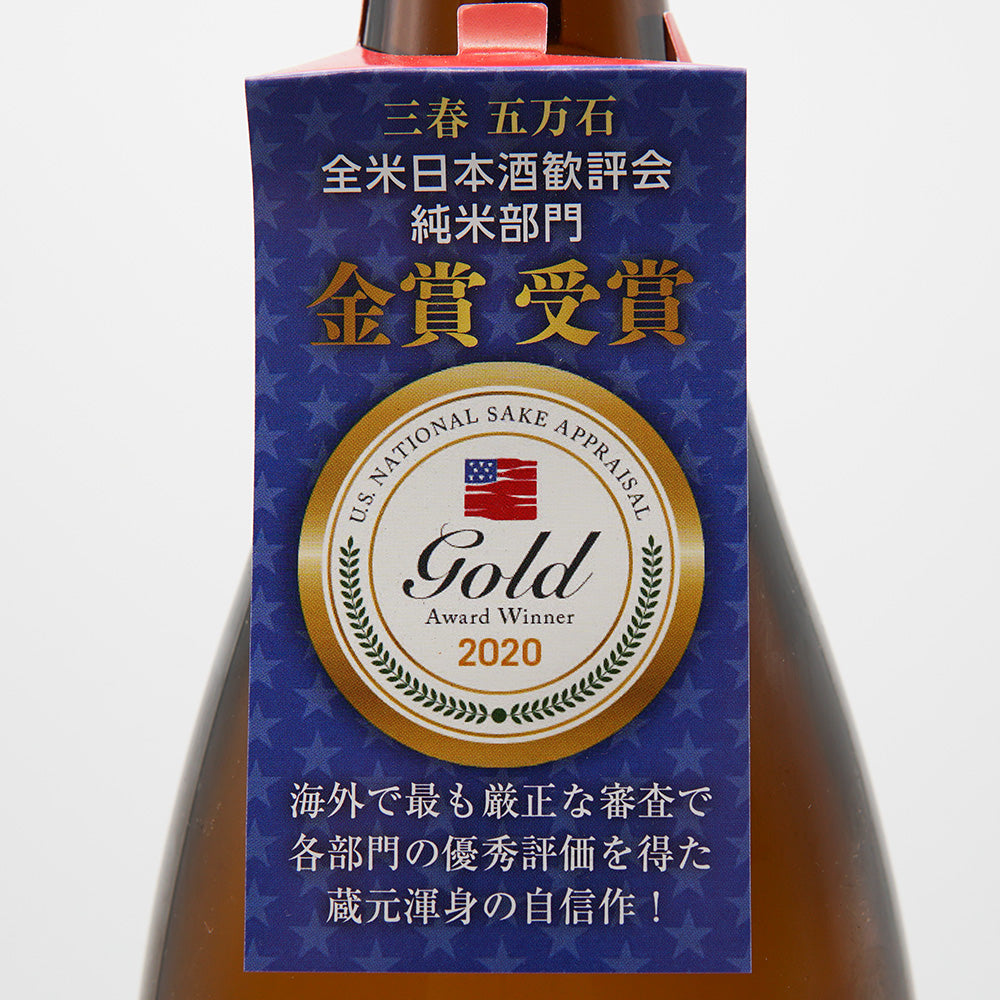 三春 五万石
全米日本酒歓評会
純米部門
金賞 受賞
U.S. NATIONAL SAKE APPRAISAL
Gold
Award Winner
2020
海外で最も厳正な審査で
各部門の優秀評価を得た
蔵元渾身の自信作！